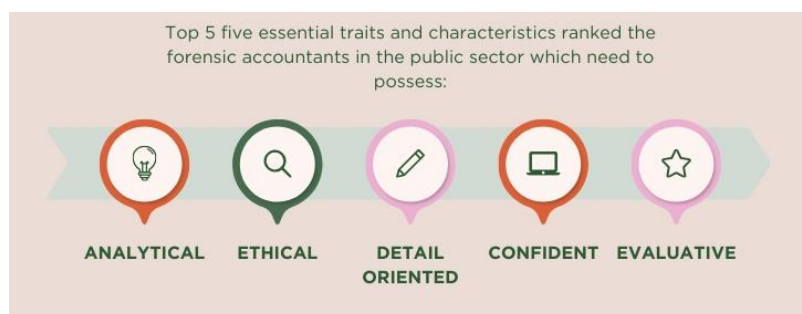 Top 5 five essential traits and characteristics ranked the
forensic accountants in the public sector which need to
possess:
ANALYTICAL
ETHICAL
DETAIL
ORIENTED
CONFIDENT
EVALUATIVE